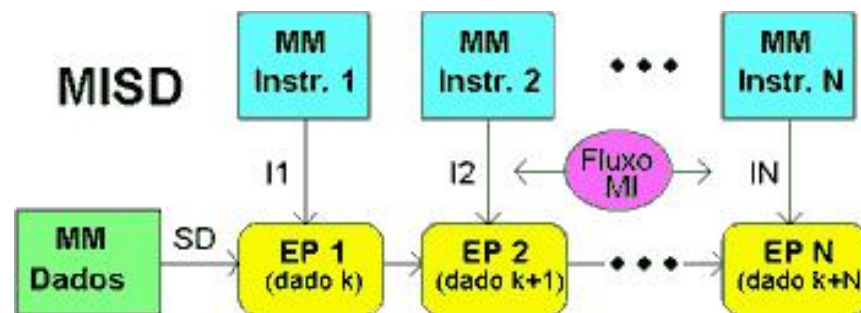 MISD
MM
Instr. 1
MM
Instr. 2
MM
Instr. N
I1
I2
Fluxo
MI
IN
MM
Dados
SD
EP 1
(dado k)
EP 2
(dado k+1)
EP N
(dado k+N